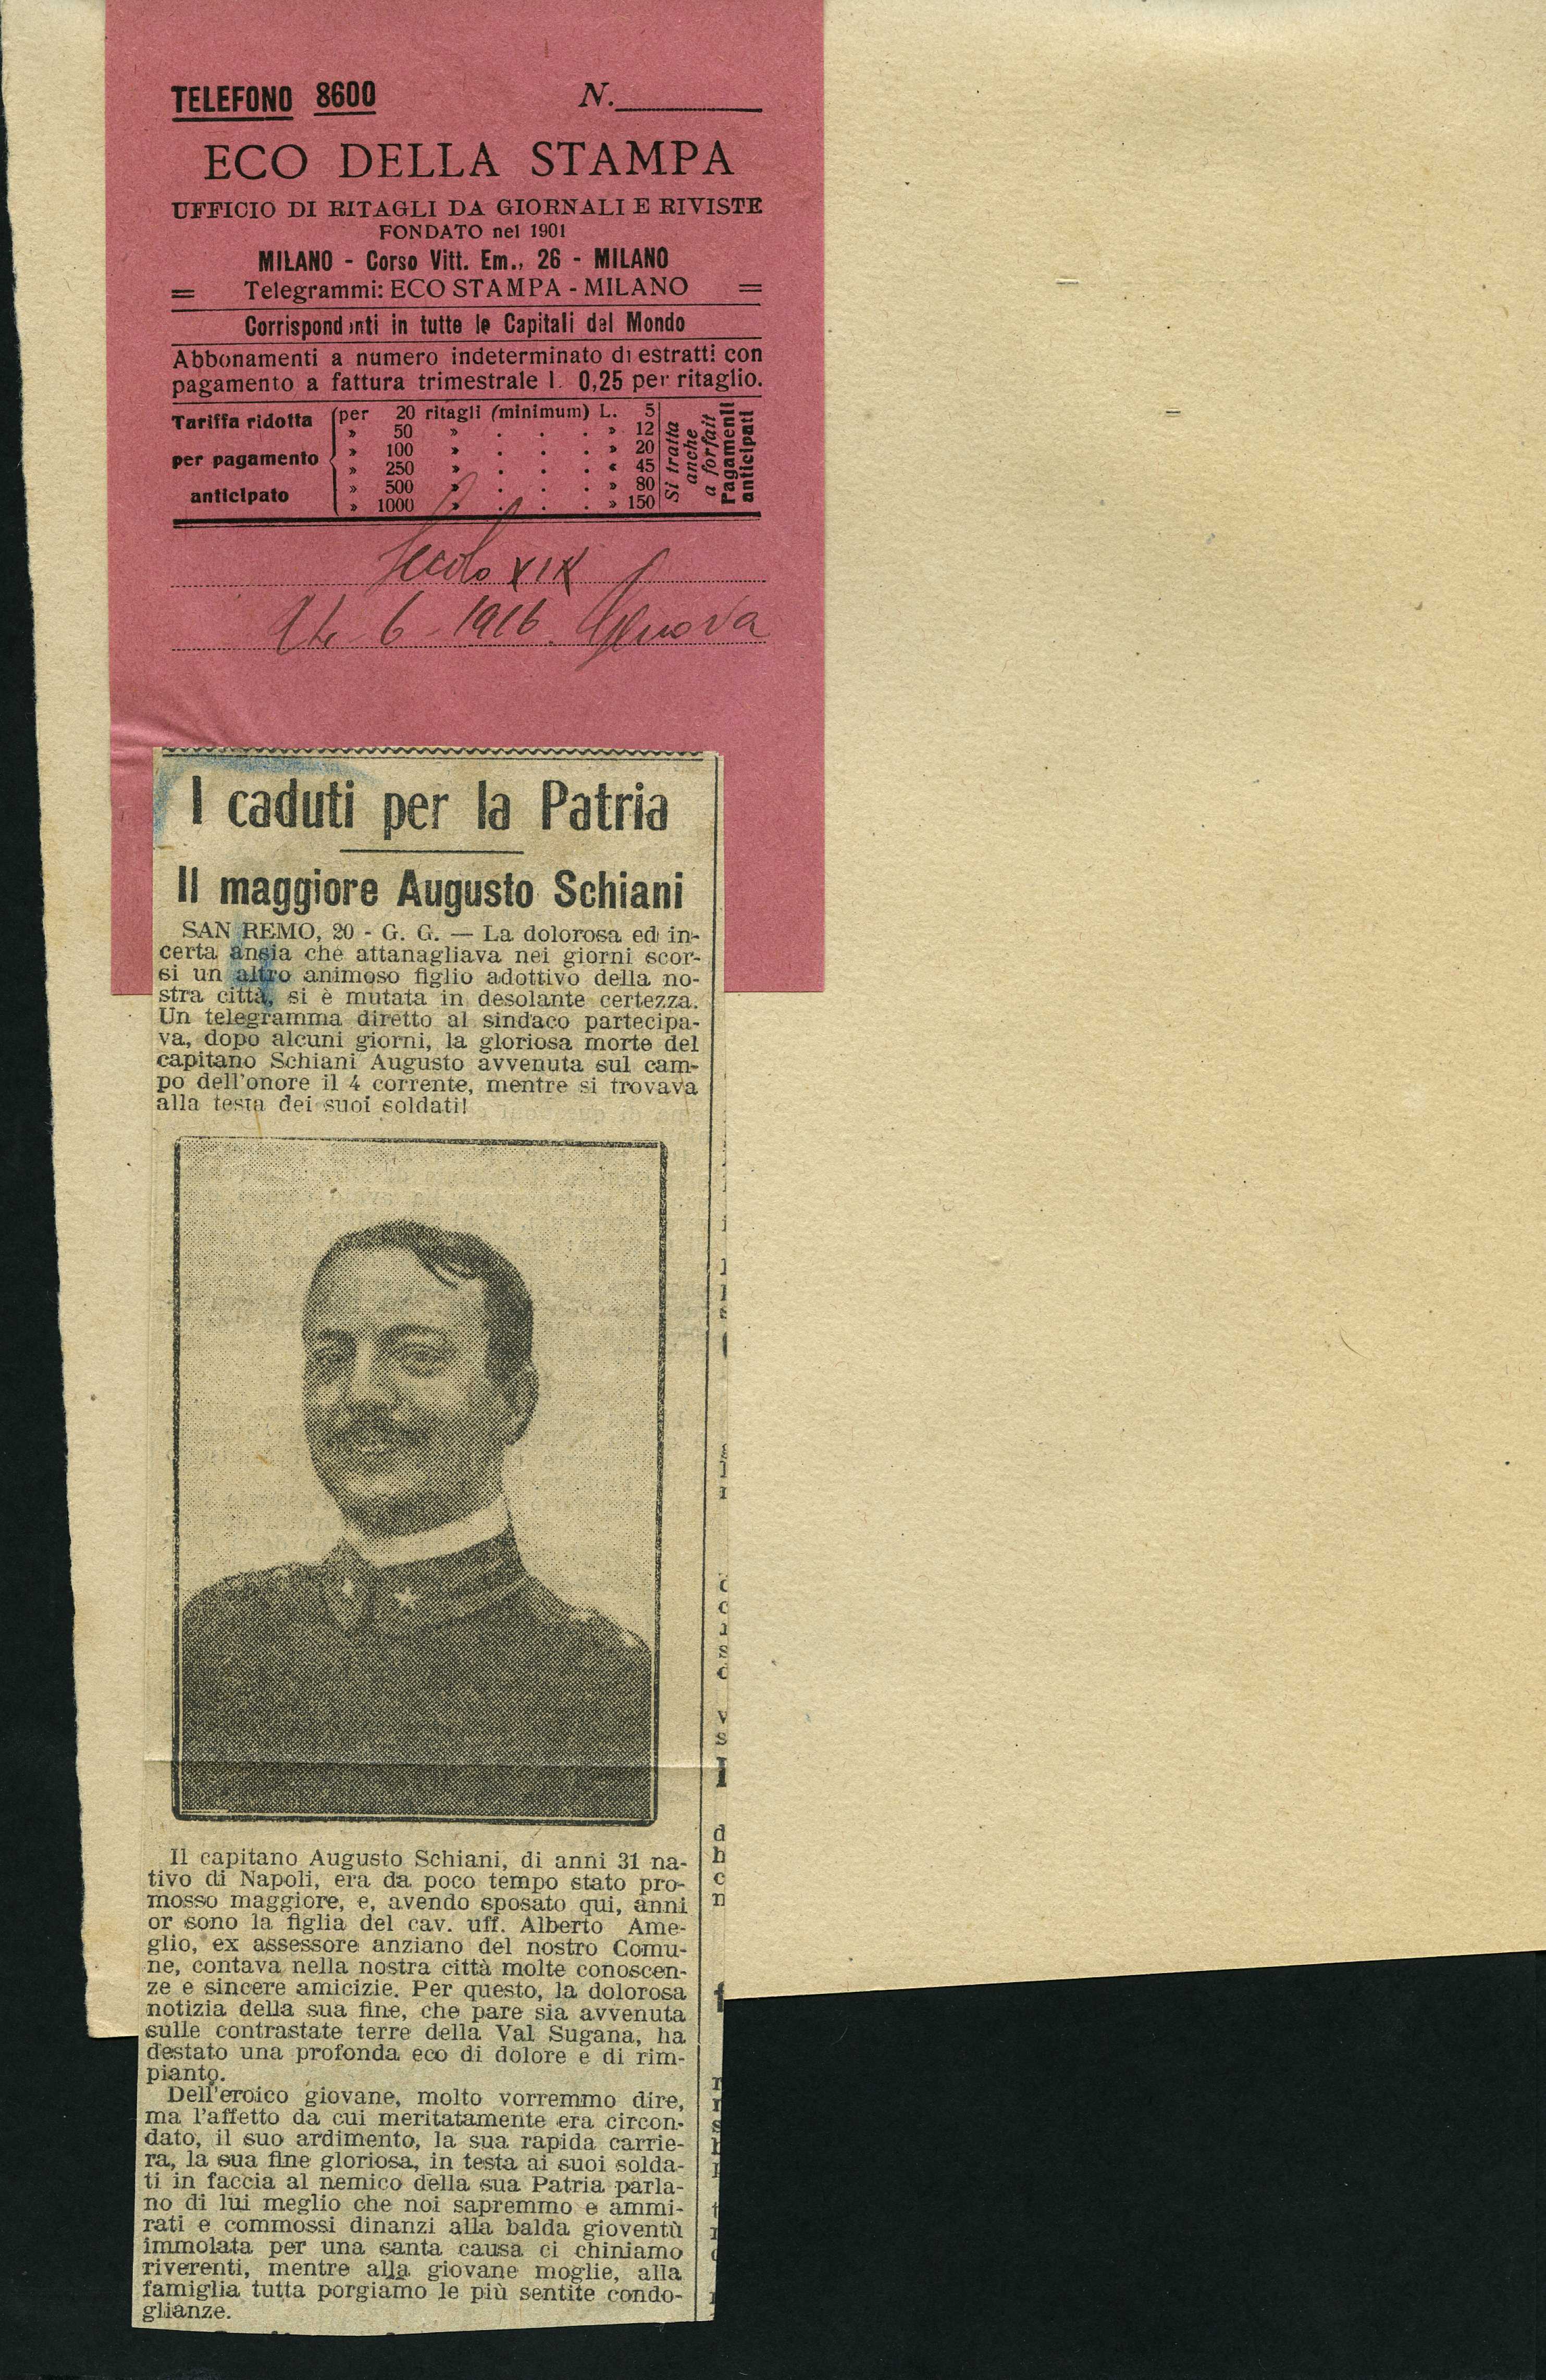 TELEFONO 8600 N.
ECO DELLA STAMPA
UFFICIO DI RITAGLI DA GIORNALI E RIVISTE
FONDATO nel 1901
MILANO - Corso Vitt. Em., 26 - MILANO
= Telegrammi: ECO STAMPA - MILANO =
Corrispondenti in tutte le Capitali del Mondo
Abbonamenti a numero indeterminato di estratti con
pagamento a fattura trimestrale l. 0,25 per ritaglio.
Tariffa ridotta
per pagamento
anticipato
per 20 ritagli (minimum) L. 5
» 50 » . . . » 12
» 100 » . . . » 20
» 250 » . . . « 45
» 500 » . . . » 80
» 1000 » . . . » 150
Si tratta
anche
a forfait
Pagamenti
anticipati
Secolo XIX
6 - 1916. Genova
I caduti per la Patria
Il maggiore Augusto Schiani
SAN REMO, 20 - G. G. — La dolorosa ed in-
certa ansia che attanagliava nei giorni scor-
si un altro animoso figlio adottivo della no-
stra città, si è mutata in desolante certezza.
Un telegramma diretto al sindaco partecipa-
va, dopo alcuni giorni, la gloriosa morte del
capitano Schiani Augusto avvenuta sul cam-
po dell'onore il 4 corrente, mentre si trovava
alla testa dei suoi soldati!
Il capitano Augusto Schiani, di anni 31 na-
tivo di Napoli, era da poco tempo stato pro-
mosso maggiore, e, avendo sposato qui, anni
or sono la figlia del cav. uff. Alberto Ame-
glio, ex assessore anziano del nostro Comu-
ne, contava nella nostra città molte conoscen-
ze e sincere amicizie. Per questo, la dolorosa
notizia della sua fine, che pare sia avvenuta
sulle contrastate terre della Val Sugana, ha
destato una profonda eco di dolore e di rim-
pianto.
Dell'eroico giovane, molto vorremmo dire,
ma l'affetto da cui meritatamente era circon-
dato, il suo ardimento, la sua rapida carrie-
ra, la sua fine gloriosa, in testa ai suoi solda-
ti in faccia al nemico della sua Patria parla-
no di lui meglio che noi sapremmo e ammi-
rati e commossi dinanzi alla balda gioventù
immolata per una santa causa ci chiniamo
riverenti, mentre alla giovane moglie, alla
famiglia tutta porgiamo le più sentite condo-
glianze.